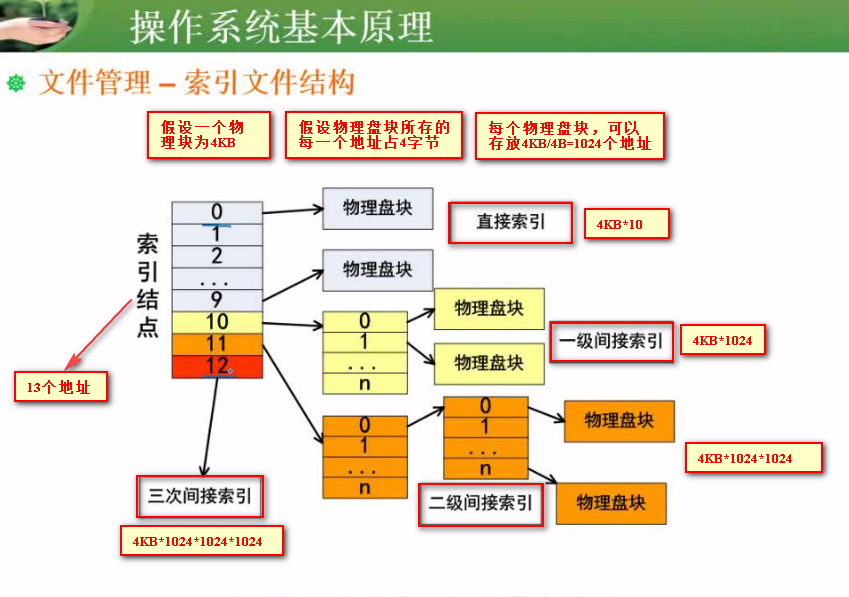 操作系统基本原理
文件管理 – 索引文件结构
假设一个物
理块为4KB
假设物理盘块所存的
每一个地址占4字节
每个物理盘块，可以
存放4KB/4B=1024个地址
索引结点
0
1
2
...
9
10
11
12
物理盘块
直接索引
4KB*10
物理盘块
0
1
...
n
物理盘块
物理盘块
一级间接索引
4KB*1024
13个地址
0
1
...
n
0
1
...
n
物理盘块
物理盘块
4KB*1024*1024
二级间接索引
三次间接索引
4KB*1024*1024*1024